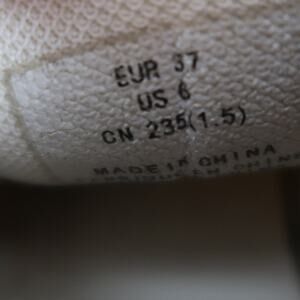 EUR 37
US 6
CN 235(1.5)
MADE IN CHINA